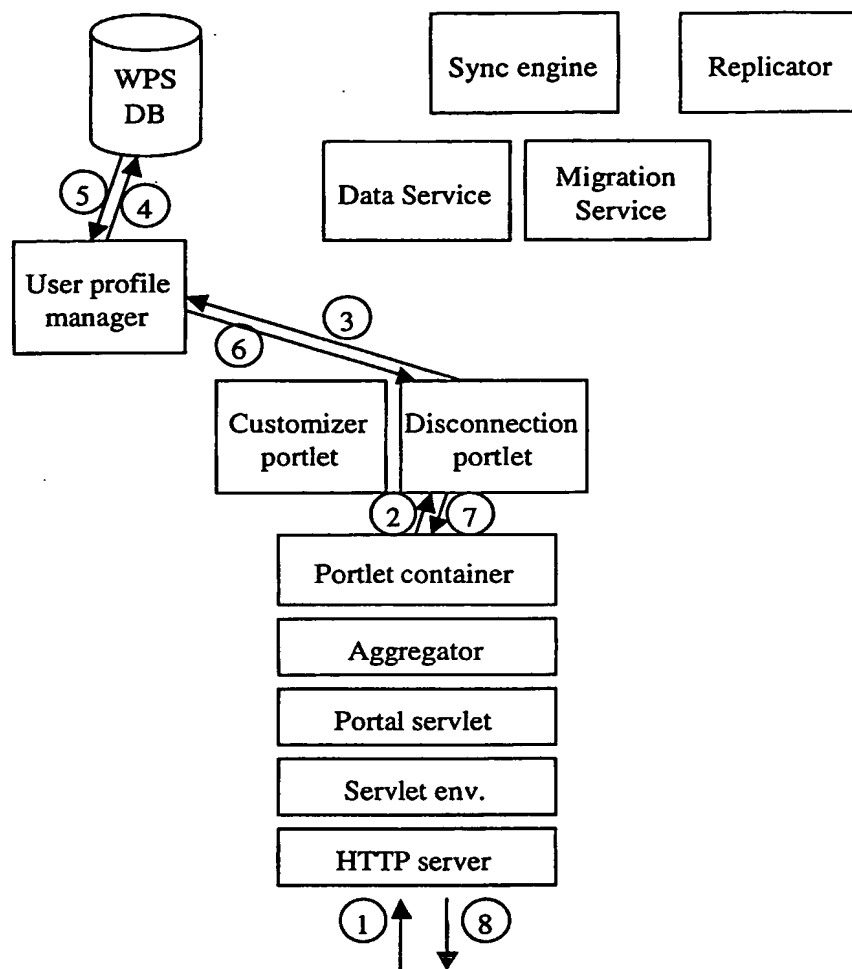 WPS
DB
Sync engine
Replicator
Data Service
Migration
Service
5
4
User profile
manager
3
6
Customizer
portlet
Disconnection
portlet
2
7
Portlet container
Aggregator
Portal servlet
Servlet env.
HTTP server
1
8